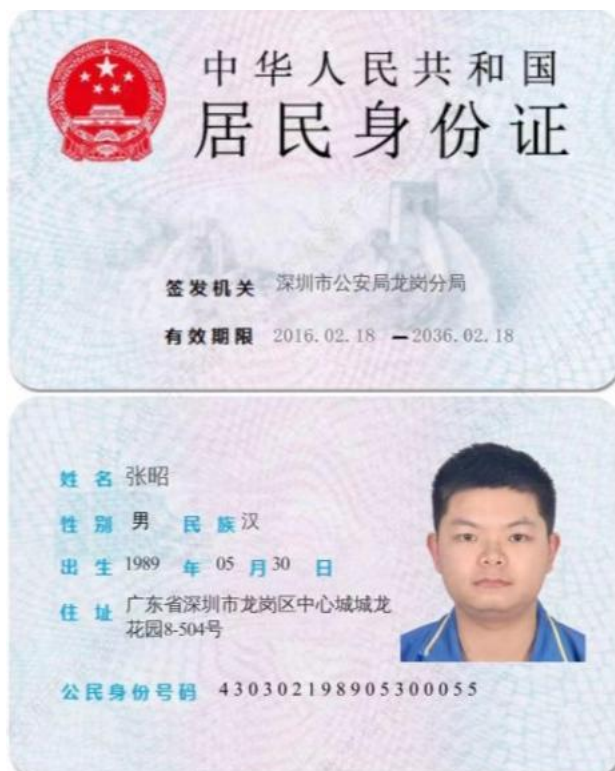 中华人民共和国
居民身份证
签发机关 深圳市公安局龙岗分局
有效期限 2016.02.18 —2036.02.18
姓名 张昭
性别 男 民族 汉
出生 1989 年 05 月 30 日
住址 广东省深圳市龙岗区中心城城龙
花园8-504号
公民身份号码 430302198905300055